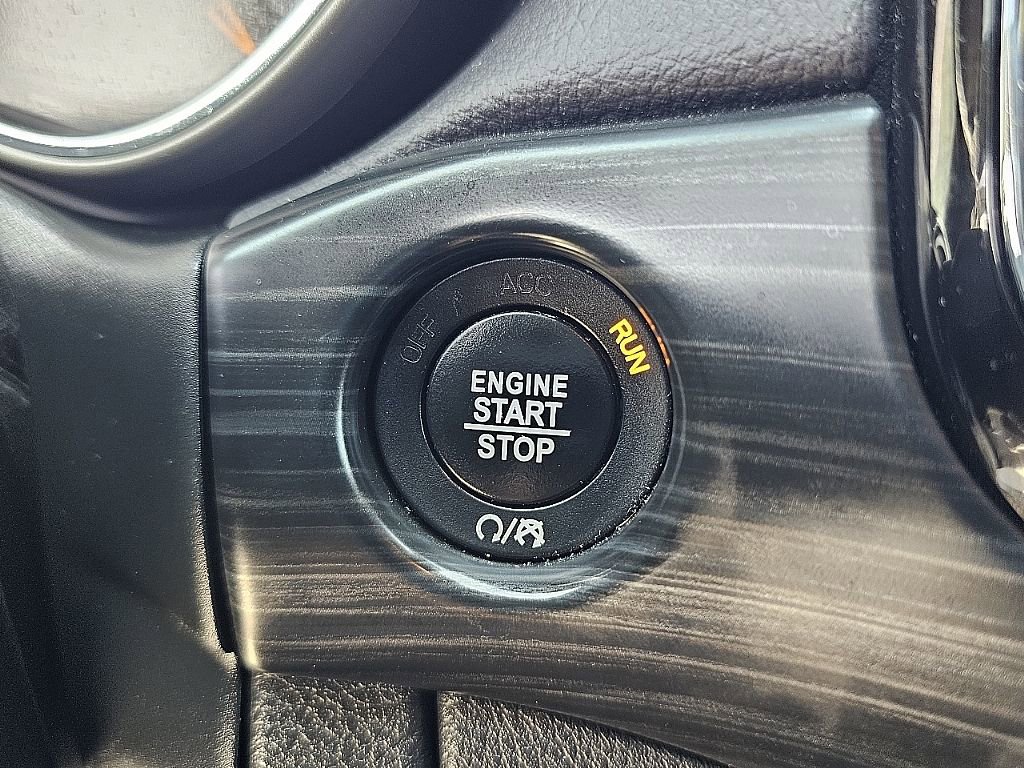 ACC
OFF
RUN
ENGINE
START
STOP